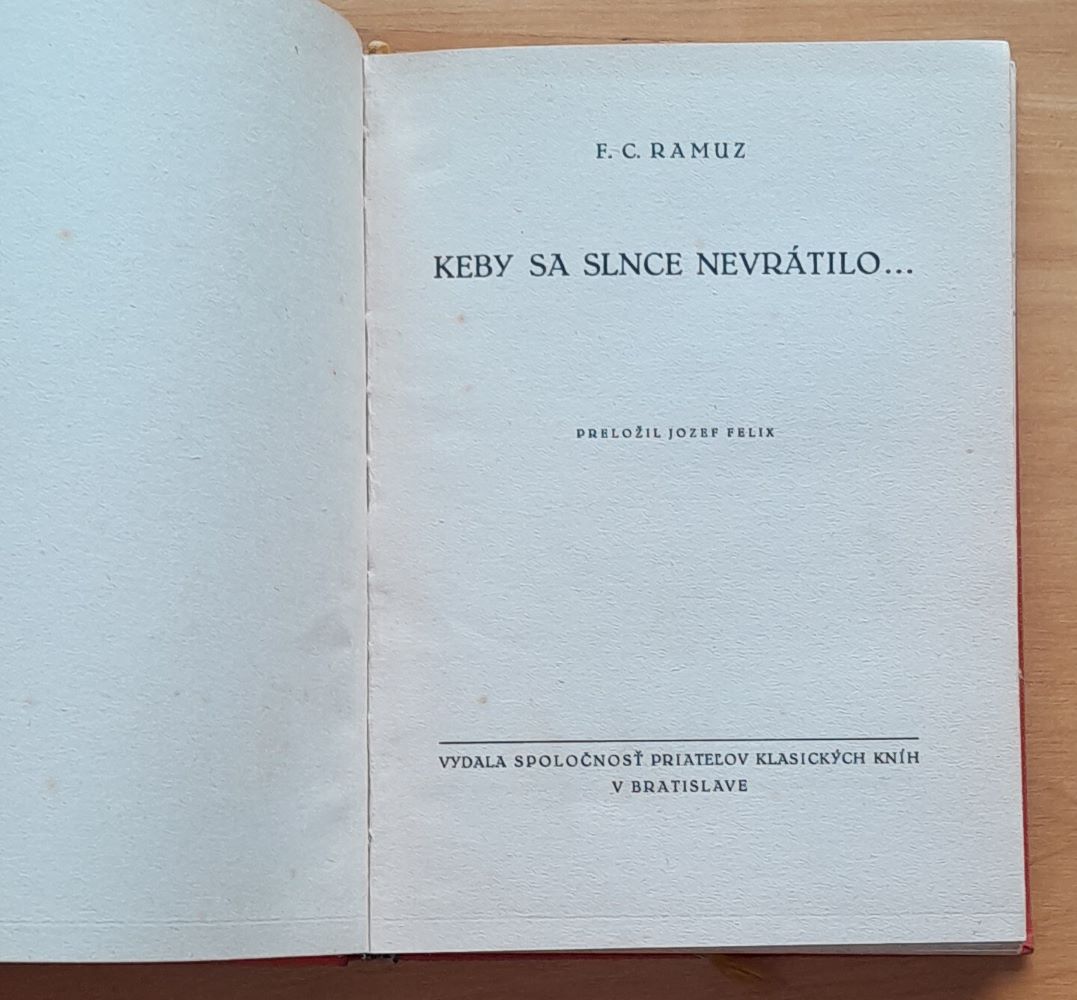 F. C. RAMUZ
KEBY SA SLNCE NEVRÁTILO...
PRELOŽIL JOZEF FELIX
VYDALA SPOLOČNOSŤ PRIATEĽOV KLASICKÝCH KNÍH
V BRATISLAVE